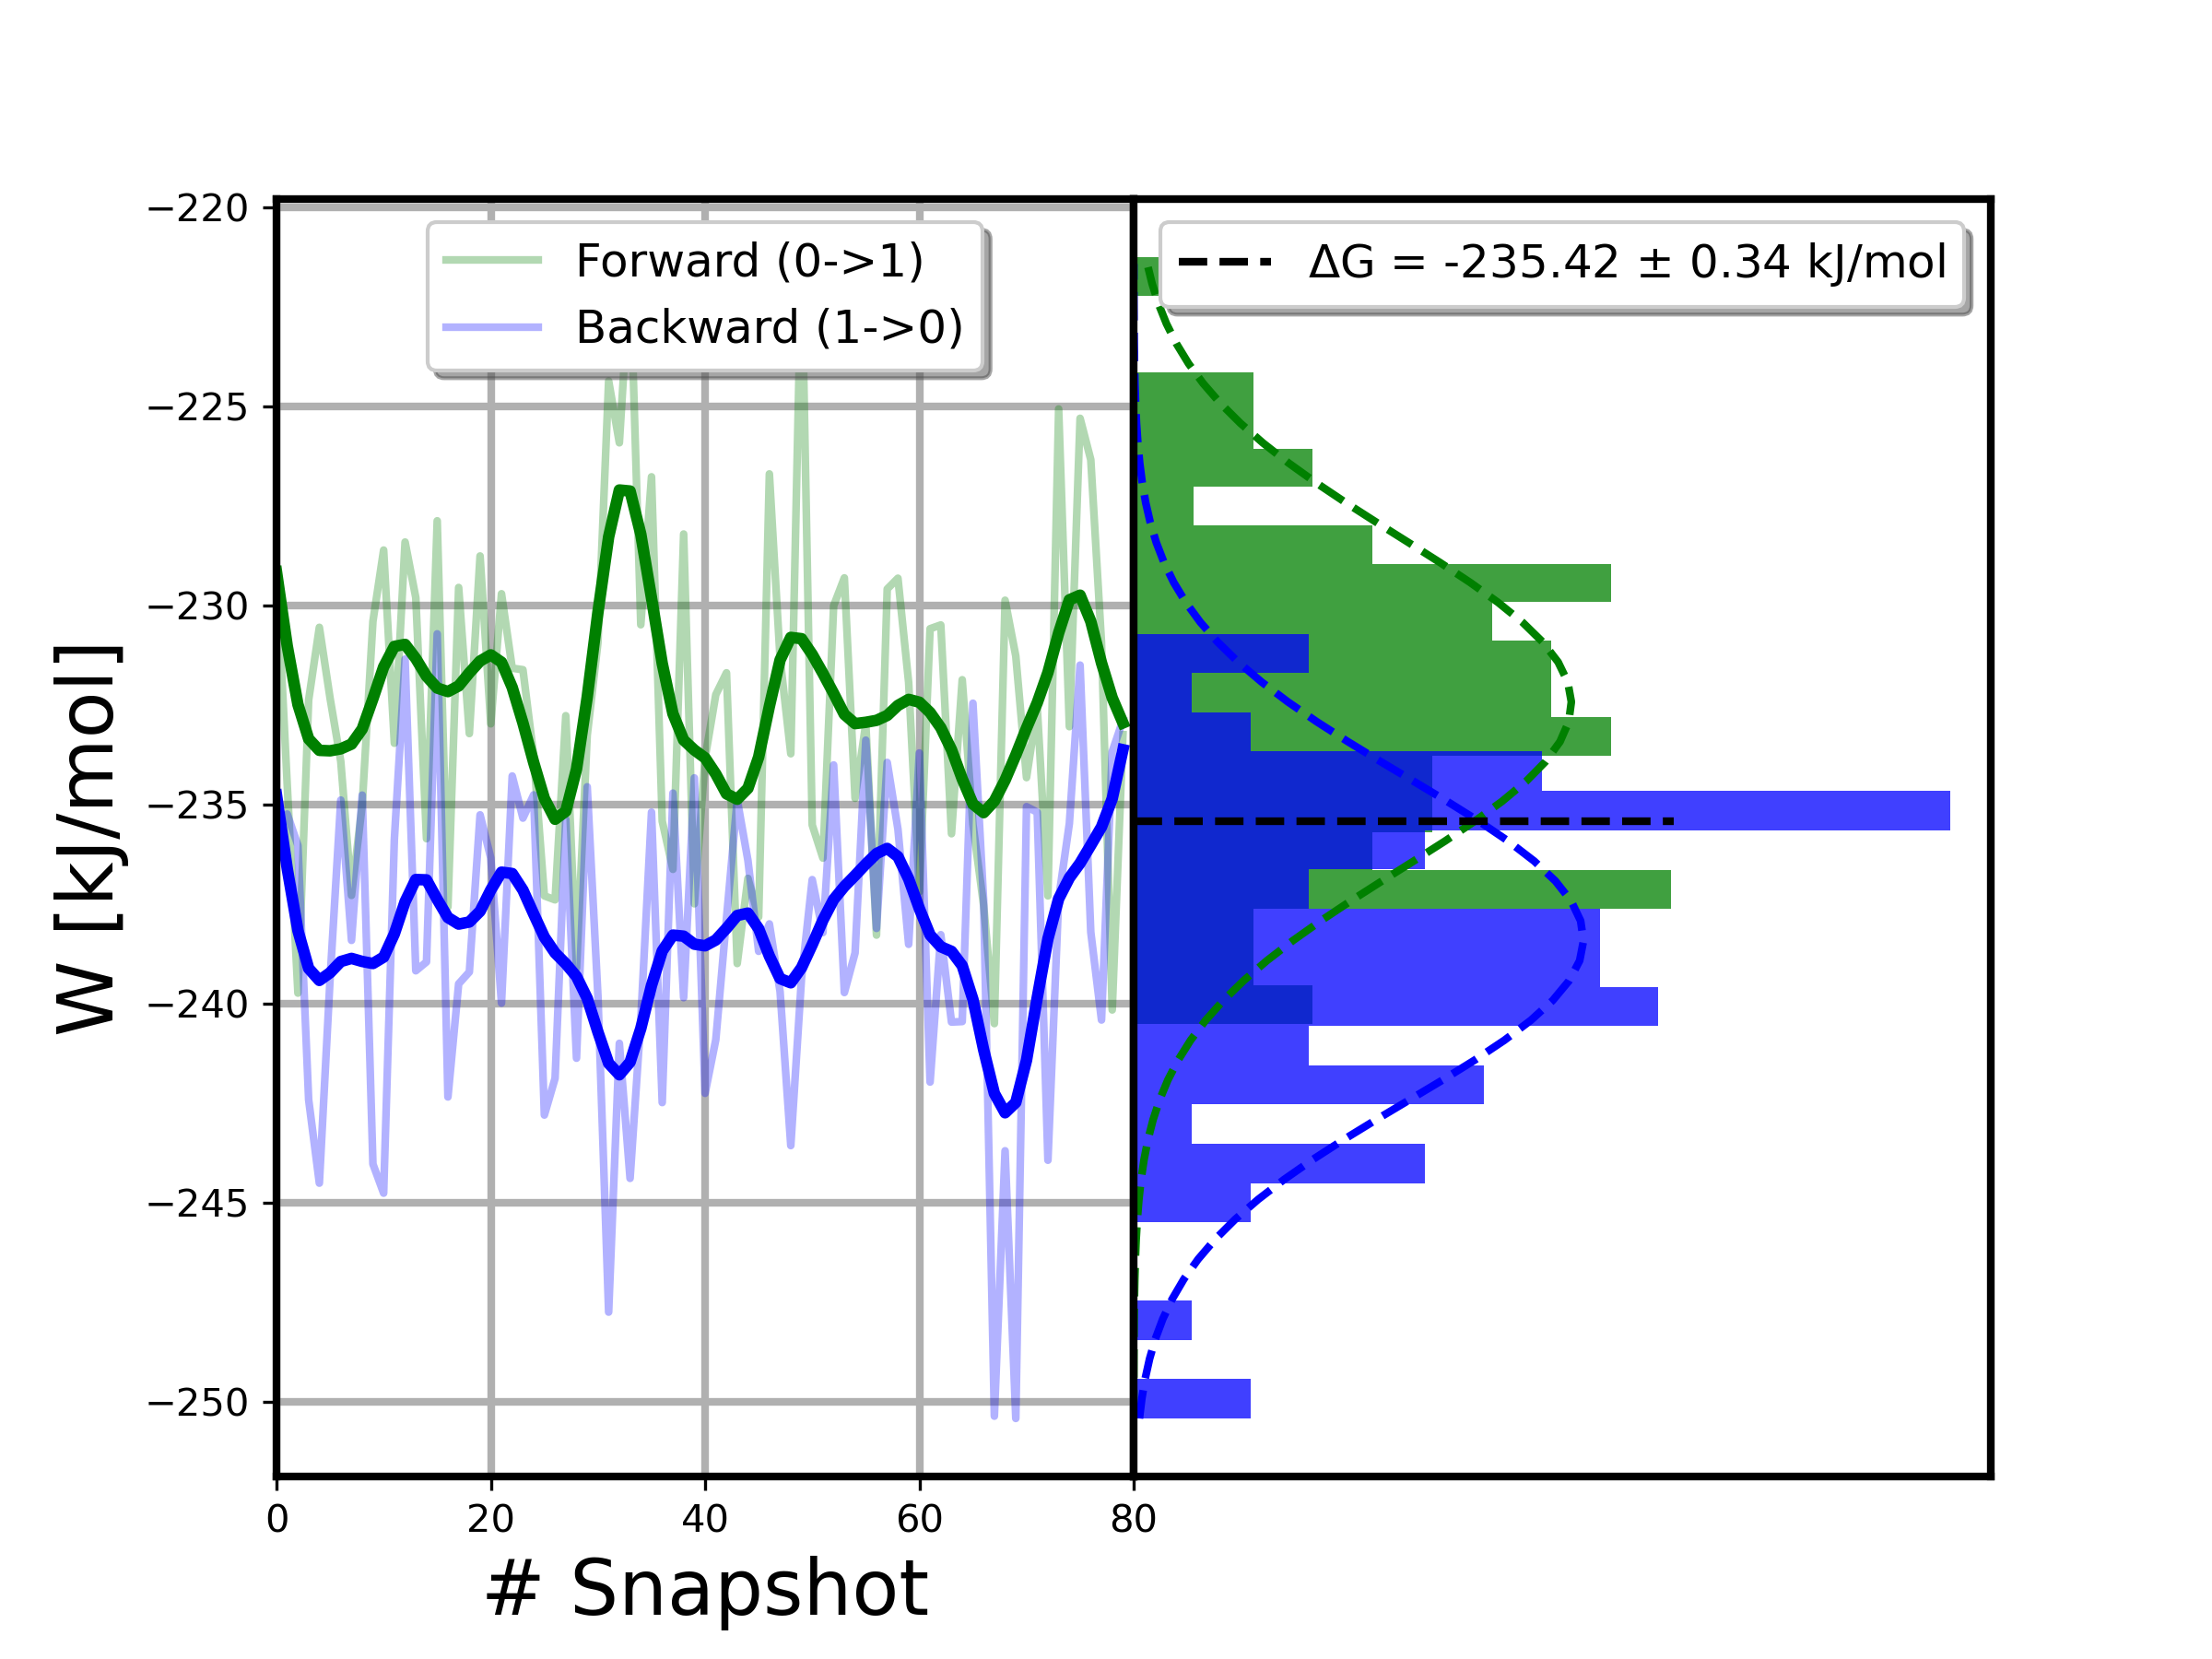 −220
−225
−230
−235
−240
−245
−250
W [kJ/mol]
Forward (0->1)
Backward (1->0)
ΔG = -235.42 ± 0.34 kJ/mol
0 20 40 60 80
# Snapshot